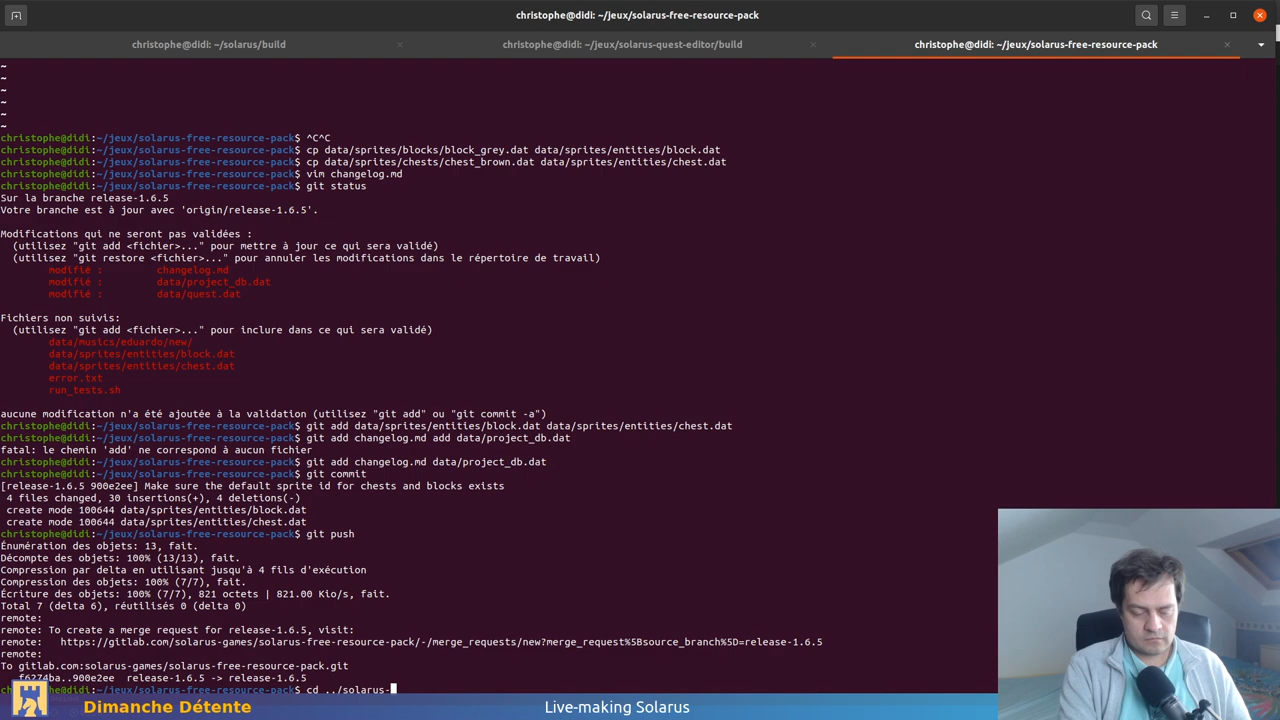 christophe@didi: ~/jeux/solarus-free-resource-pack
christophe@didi: ~/solarus/build
christophe@didi: ~/jeux/solarus-quest-editor/build
christophe@didi: ~/jeux/solarus-free-resource-pack
~
~
~
~
~
~
christophe@didi:~/jeux/solarus-free-resource-pack$ ^C^C
christophe@didi:~/jeux/solarus-free-resource-pack$ cp data/sprites/blocks/block_grey.dat data/sprites/entities/block.dat
christophe@didi:~/jeux/solarus-free-resource-pack$ cp data/sprites/chests/chest_brown.dat data/sprites/entities/chest.dat
christophe@didi:~/jeux/solarus-free-resource-pack$ vim changelog.md
christophe@didi:~/jeux/solarus-free-resource-pack$ git status
Sur la branche release-1.6.5
Votre branche est à jour avec 'origin/release-1.6.5'.
Modifications qui ne seront pas validées :
(utilisez "git add <fichier>..." pour mettre à jour ce qui sera validé)
(utilisez "git restore <fichier>..." pour annuler les modifications dans le répertoire de travail)
modifié : changelog.md
modifié : data/project_db.dat
modifié : data/quest.dat
Fichiers non suivis:
(utilisez "git add <fichier>..." pour inclure dans ce qui sera validé)
data/musics/eduardo/new/
data/sprites/entities/block.dat
data/sprites/entities/chest.dat
error.txt
run_tests.sh
aucune modification n'a été ajoutée à la validation (utilisez "git add" ou "git commit -a")
christophe@didi:~/jeux/solarus-free-resource-pack$ git add data/sprites/entities/block.dat data/sprites/entities/chest.dat
christophe@didi:~/jeux/solarus-free-resource-pack$ git add changelog.md add data/project_db.dat
fatal: le chemin 'add' ne correspond à aucun fichier
christophe@didi:~/jeux/solarus-free-resource-pack$ git add changelog.md data/project_db.dat
christophe@didi:~/jeux/solarus-free-resource-pack$ git commit
[release-1.6.5 900e2ee] Make sure the default sprite id for chests and blocks exists
4 files changed, 30 insertions(+), 4 deletions(-)
create mode 100644 data/sprites/entities/block.dat
create mode 100644 data/sprites/entities/chest.dat
christophe@didi:~/jeux/solarus-free-resource-pack$ git push
Énumération des objets: 13, fait.
Décompte des objets: 100% (13/13), fait.
Compression par delta en utilisant jusqu'à 4 fils d'exécution
Compression des objets: 100% (7/7), fait.
Écriture des objets: 100% (7/7), 821 octets | 821.00 Kio/s, fait.
Total 7 (delta 6), réutilisés 0 (delta 0)
remote:
remote: To create a merge request for release-1.6.5, visit:
remote: https://gitlab.com/solarus-games/solarus-free-resource-pack/-/merge_requests/new?merge_request%5Bsource_branch%5D=release-1.6.5
remote:
To gitlab.com:solarus-games/solarus-free-resource-pack.git
f6274ba..900e2ee release-1.6.5 -> release-1.6.5
christophe@didi:~/jeux/solarus-free-resource-pack$ cd ../solarus-
Dimanche Détente
Live-making Solarus